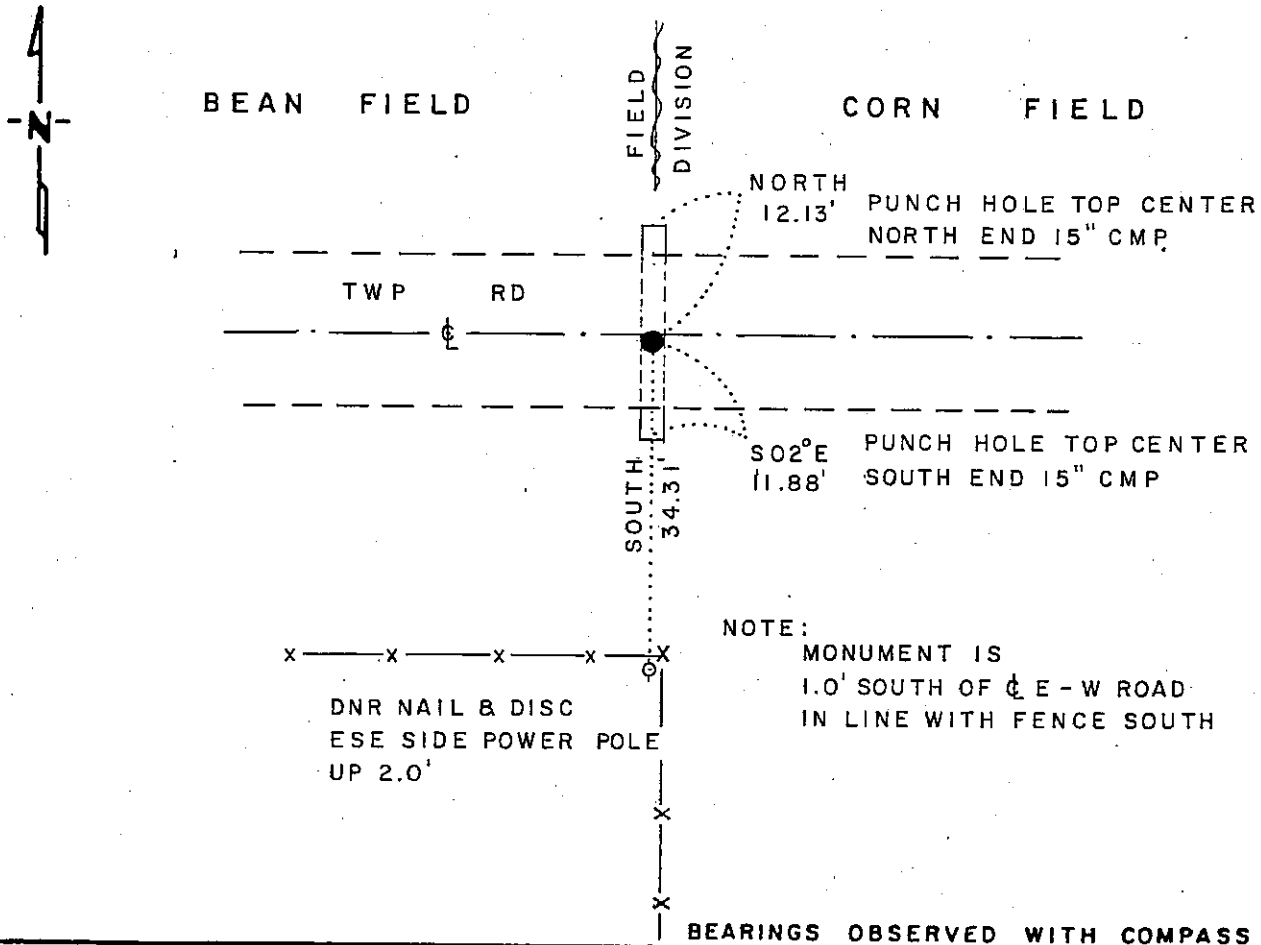 N
BEAN FIELD
FIELD
DIVISION
CORN FIELD
NORTH
12.13'
PUNCH HOLE TOP CENTER
NORTH END 15" CMP
TWP RD
℄
S02°E
11.88'
PUNCH HOLE TOP CENTER
SOUTH END 15" CMP
SOUTH
34.31'
NOTE:
MONUMENT IS
1.0' SOUTH OF ℄ E-W ROAD
IN LINE WITH FENCE SOUTH
DNR NAIL & DISC
ESE SIDE POWER POLE
UP 2.0'
BEARINGS OBSERVED WITH COMPASS